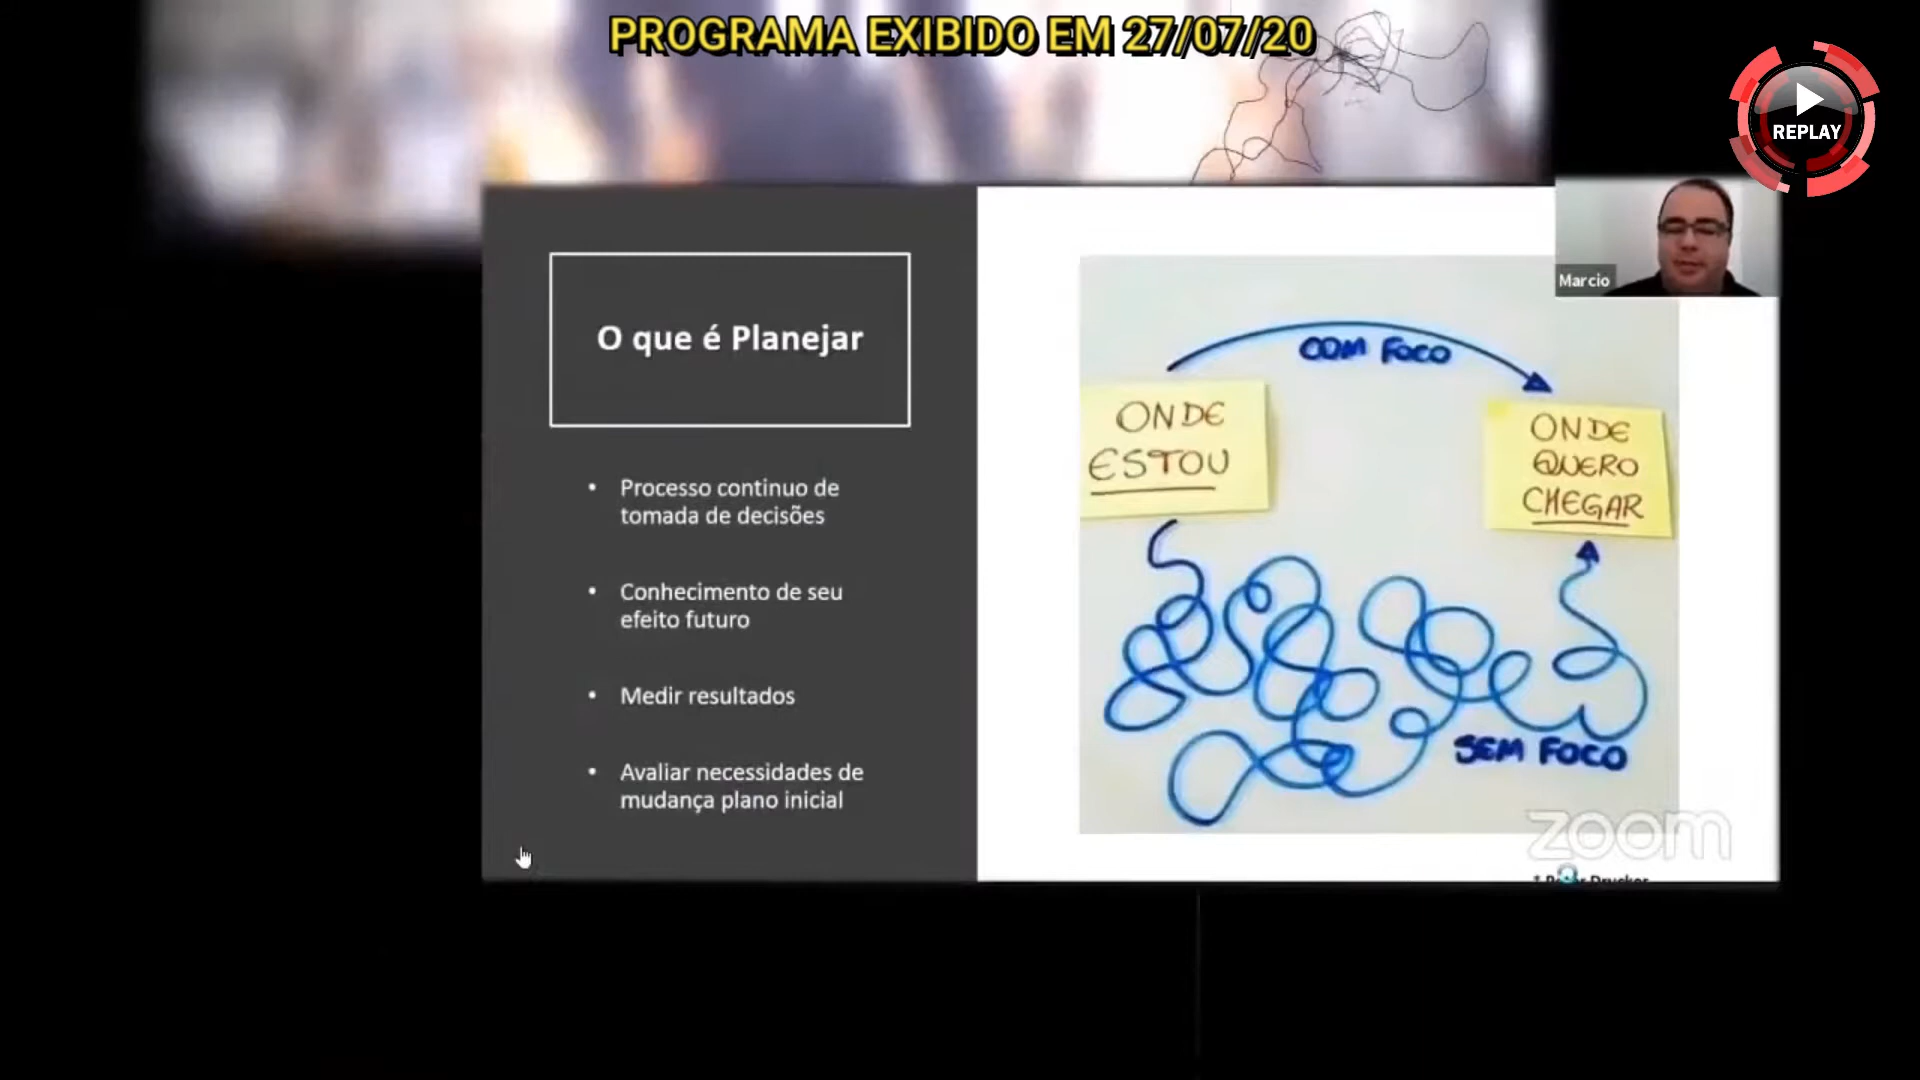 PROGRAMA EXIBIDO EM 27/07/20
REPLAY
Marcio
O que é Planejar
• Processo continuo de
tomada de decisões
• Conhecimento de seu
efeito futuro
• Medir resultados
• Avaliar necessidades de
mudança plano inicial
COM FOCO
ONDE
ESTOU
ONDE
QUERO
CHEGAR
SEM FOCO
zoom